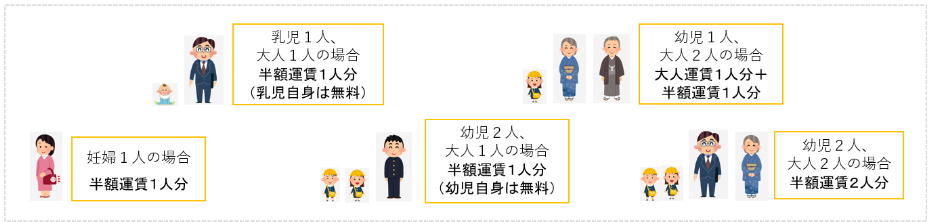 乳児１人、
大人１人の場合
半額運賃１人分
（乳児自身は無料）
幼児１人、
大人２人の場合
大人運賃１人分＋
半額運賃１人分
妊婦１人の場合
半額運賃１人分
幼児２人、
大人１人の場合
半額運賃１人分
（幼児自身は無料）
幼児２人、
大人２人の場合
半額運賃２人分